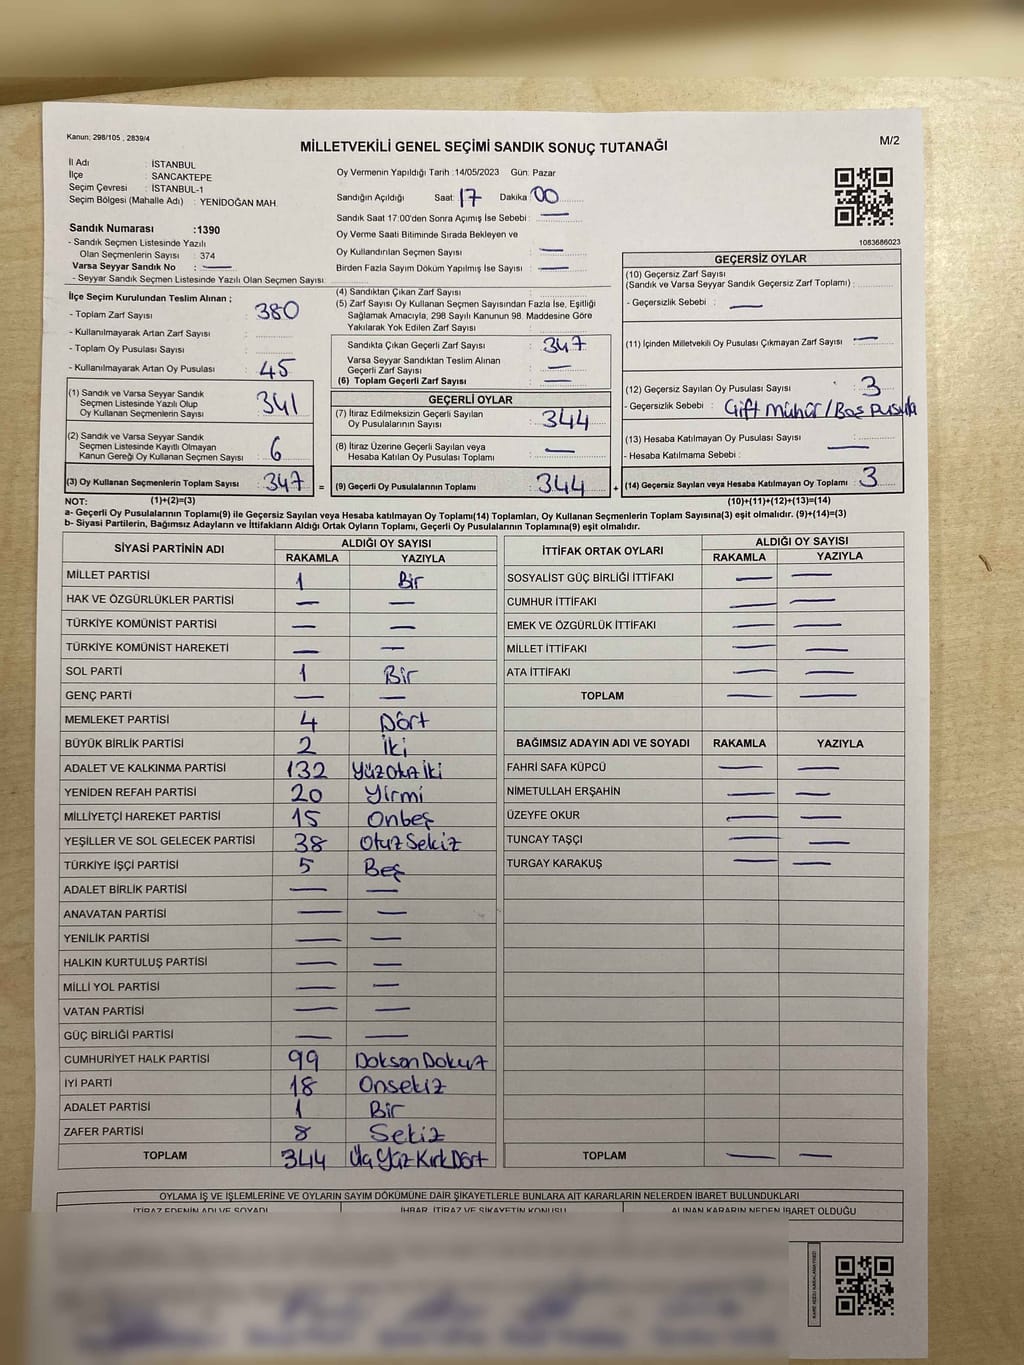 Kanun: 298/105 , 2839/4
MİLLETVEKİLİ GENEL SEÇİMİ SANDIK SONUÇ TUTANAĞI
M/2
İl Adı : İSTANBUL
İlçe : SANCAKTEPE
Seçim Çevresi : İSTANBUL-1
Seçim Bölgesi (Mahalle Adı) : YENİDOĞAN MAH.
Sandık Numarası :1390
- Sandık Seçmen Listesinde Yazılı
Olan Seçmenlerin Sayısı : 374
Varsa Seyyar Sandık No : —
- Seyyar Sandık Seçmen Listesinde Yazılı Olan Seçmen Sayısı:
Oy Vermenin Yapıldığı Tarih :14/05/2023 Gün: Pazar
Sandığın Açıldığı Saat: 17 Dakika: 00
Sandık Saat 17:00'den Sonra Açımış İse Sebebi : —
Oy Verme Saati Bitiminde Sırada Bekleyen ve
Oy Kullandırılan Seçmen Sayısı : —
Birden Fazla Sayım Döküm Yapılmış İse Sayısı : —
1083686023
İlçe Seçim Kurulundan Teslim Alınan ;
- Toplam Zarf Sayısı : 380
- Kullanılmayarak Artan Zarf Sayısı :
- Toplam Oy Pusulası Sayısı :
- Kullanılmayarak Artan Oy Pusulası : 45
(1) Sandık ve Varsa Seyyar Sandık
Seçmen Listesinde Yazılı Olup
Oy Kullanan Seçmenlerin Sayısı : 341
(2) Sandık ve Varsa Seyyar Sandık
Seçmen Listesinde Kayıtlı Olmayan
Kanun Gereği Oy Kullanan Seçmen Sayısı : 6
(3) Oy Kullanan Seçmenlerin Toplam Sayısı : 347 =
(4) Sandıktan Çıkan Zarf Sayısı :
(5) Zarf Sayısı Oy Kullanan Seçmen Sayısından Fazla İse, Eşitliği
Sağlamak Amacıyla, 298 Sayılı Kanunun 98. Maddesine Göre
Yakılarak Yok Edilen Zarf Sayısı :
Sandıkta Çıkan Geçerli Zarf Sayısı : 347
Varsa Seyyar Sandıktan Teslim Alınan
Geçerli Zarf Sayısı : —
(6) Toplam Geçerli Zarf Sayısı : —
GEÇERLİ OYLAR
(7) İtiraz Edilmeksizin Geçerli Sayılan
Oy Pusulalarının Sayısı : 344
(8) İtiraz Üzerine Geçerli Sayılan veya
Hesaba Katılan Oy Pusulası Toplamı : —
(9) Geçerli Oy Pusulalarının Toplamı : 344 +
GEÇERSİZ OYLAR
(10) Geçersiz Zarf Sayısı
(Sandık ve Varsa Seyyar Sandık Geçersiz Zarf Toplamı) :
- Geçersizlik Sebebi : —
(11) İçinden Milletvekili Oy Pusulası Çıkmayan Zarf Sayısı : —
(12) Geçersiz Sayılan Oy Pusulası Sayısı : 3
- Geçersizlik Sebebi : Çift mühür / Boş pusula
(13) Hesaba Katılmayan Oy Pusulası Sayısı :
- Hesaba Katılmama Sebebi : —
(14) Geçersiz Sayılan veya Hesaba Katılmayan Oy Toplamı : 3
NOT: (1)+(2)=(3) (10)+(11)+(12)+(13)=(14)
a- Geçerli Oy Pusulalarının Toplamı(9) ile Geçersiz Sayılan veya Hesaba katılmayan Oy Toplamı(14) Toplamları, Oy Kullanan Seçmenlerin Toplam Sayısına(3) eşit olmalıdır. (9)+(14)=(3)
b- Siyasi Partilerin, Bağımsız Adayların ve İttifakların Aldığı Ortak Oyların Toplamı, Geçerli Oy Pusulalarının Toplamına(9) eşit olmalıdır.
SİYASİ PARTİNİN ADI ALDIĞI OY SAYISI
RAKAMLA YAZIYLA
MİLLET PARTİSİ 1 Bir
HAK VE ÖZGÜRLÜKLER PARTİSİ — —
TÜRKİYE KOMÜNİST PARTİSİ — —
TÜRKİYE KOMÜNİST HAREKETİ — —
SOL PARTİ 1 Bir
GENÇ PARTİ — —
MEMLEKET PARTİSİ 4 Dört
BÜYÜK BİRLİK PARTİSİ 2 İki
ADALET VE KALKINMA PARTİSİ 132 Yüz Otuz İki
YENİDEN REFAH PARTİSİ 20 Yirmi
MİLLİYETÇİ HAREKET PARTİSİ 15 Onbeş
YEŞİLLER VE SOL GELECEK PARTİSİ 38 Otuz Sekiz
TÜRKİYE İŞÇİ PARTİSİ 5 Beş
ADALET BİRLİK PARTİSİ — —
ANAVATAN PARTİSİ — —
YENİLİK PARTİSİ — —
HALKIN KURTULUŞ PARTİSİ — —
MİLLİ YOL PARTİSİ — —
VATAN PARTİSİ — —
GÜÇ BİRLİĞİ PARTİSİ — —
CUMHURİYET HALK PARTİSİ 99 Doksan Dokuz
İYİ PARTİ 18 Onsekiz
ADALET PARTİSİ 1 Bir
ZAFER PARTİSİ 8 Sekiz
TOPLAM 344 Üç Yüz Kırk Dört
İTTİFAK ORTAK OYLARI ALDIĞI OY SAYISI
RAKAMLA YAZIYLA
SOSYALİST GÜÇ BİRLİĞİ İTTİFAKI — —
CUMHUR İTTİFAKI — —
EMEK VE ÖZGÜRLÜK İTTİFAKI — —
MİLLET İTTİFAKI — —
ATA İTTİFAKI — —
TOPLAM — —
BAĞIMSIZ ADAYIN ADI VE SOYADI RAKAMLA YAZIYLA
FAHRİ SAFA KÜPCÜ — —
NİMETULLAH ERŞAHİN — —
ÜZEYFE OKUR — —
TUNCAY TAŞÇI — —
TURGAY KARAKUŞ — —
TOPLAM — —
OYLAMA İŞ VE İŞLEMLERİNE VE OYLARIN SAYIM DÖKÜMÜNE DAİR ŞİKAYETLERLE BUNLARA AİT KARARLARIN NELERDEN İBARET BULUNDUKLARI
İTİRAZ EDENİN ADI VE SOYADI İHBAR, İTİRAZ VE ŞİKAYETİN KONUSU ALINAN KARARIN NEDEN İBARET OLDUĞU